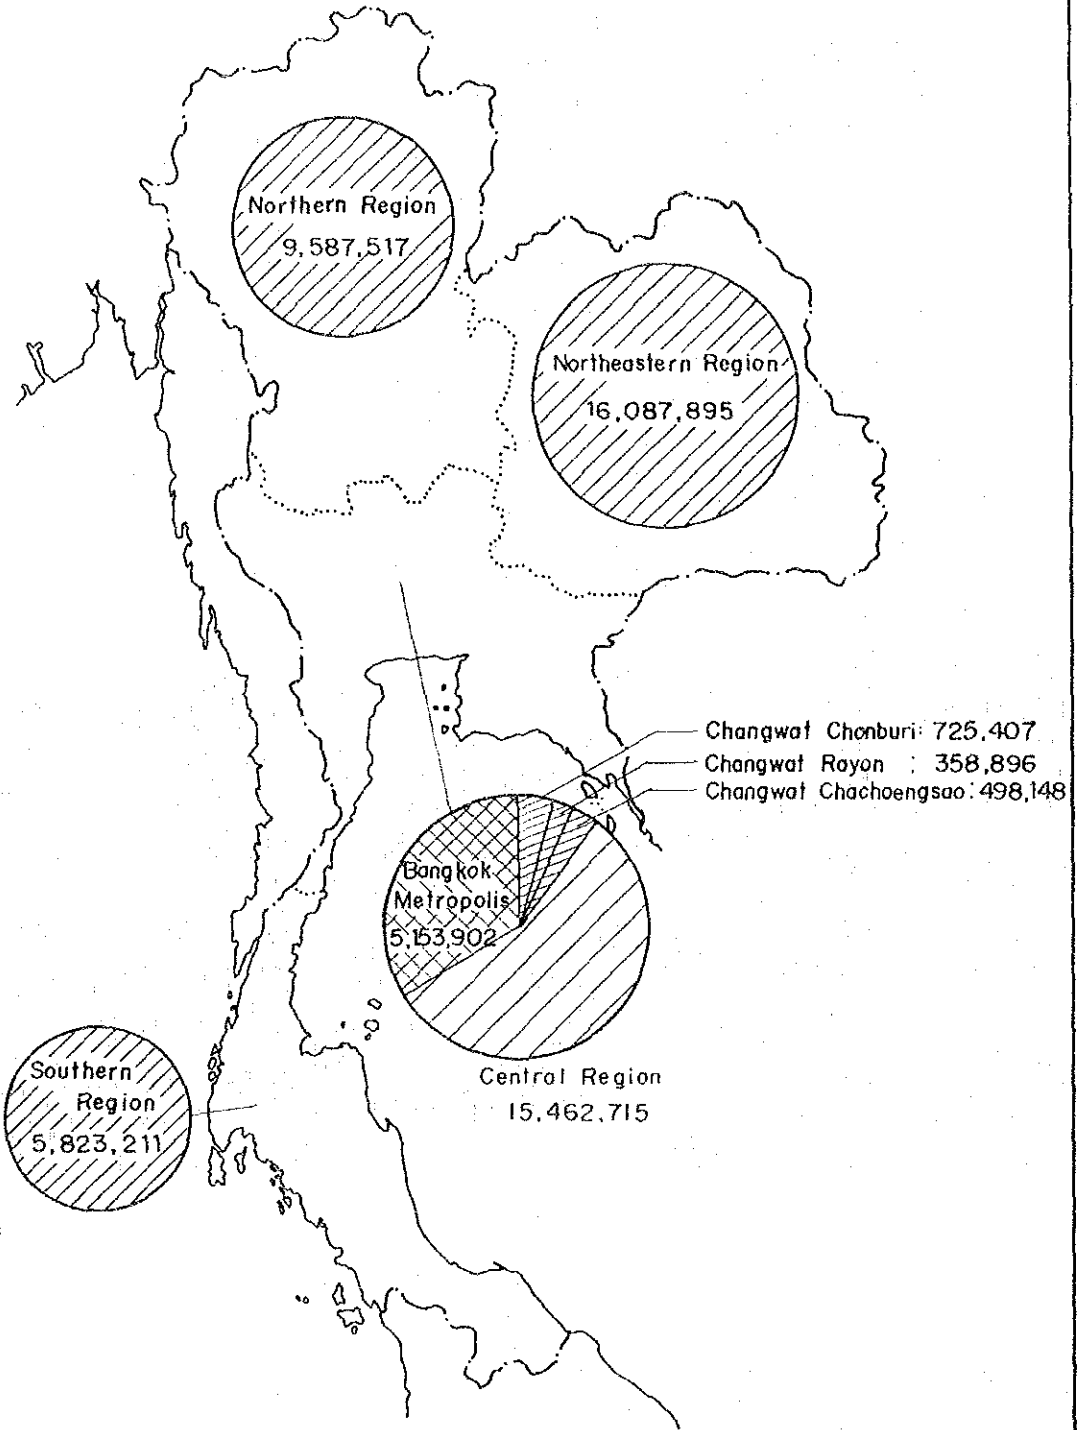 Northern Region
9,587,517
Northeastern Region
16,087,895
Changwat Chonburi: 725,407
Changwat Rayon : 358,896
Changwat Chachoengsao: 498,148
Bangkok
Metropolis
5,153,902
Central Region
15,462,715
Southern
Region
5,823,211